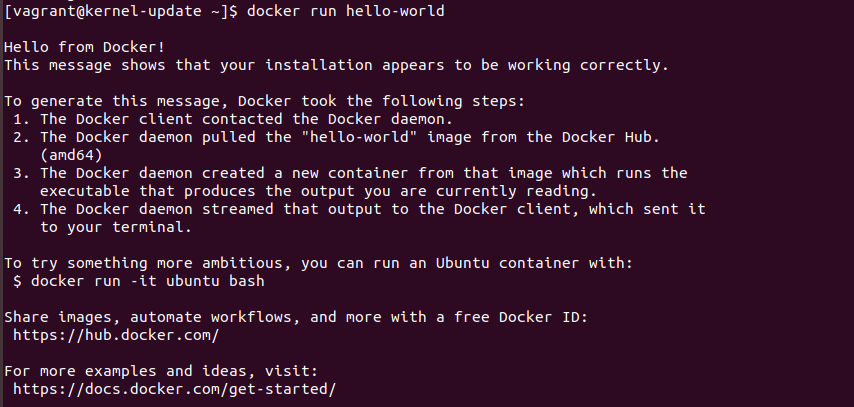 [vagrant@kernel-update ~]$ docker run hello-world
Hello from Docker!
This message shows that your installation appears to be working correctly.
To generate this message, Docker took the following steps:
1. The Docker client contacted the Docker daemon.
2. The Docker daemon pulled the "hello-world" image from the Docker Hub.
(amd64)
3. The Docker daemon created a new container from that image which runs the
executable that produces the output you are currently reading.
4. The Docker daemon streamed that output to the Docker client, which sent it
to your terminal.
To try something more ambitious, you can run an Ubuntu container with:
$ docker run -it ubuntu bash
Share images, automate workflows, and more with a free Docker ID:
https://hub.docker.com/
For more examples and ideas, visit:
https://docs.docker.com/get-started/